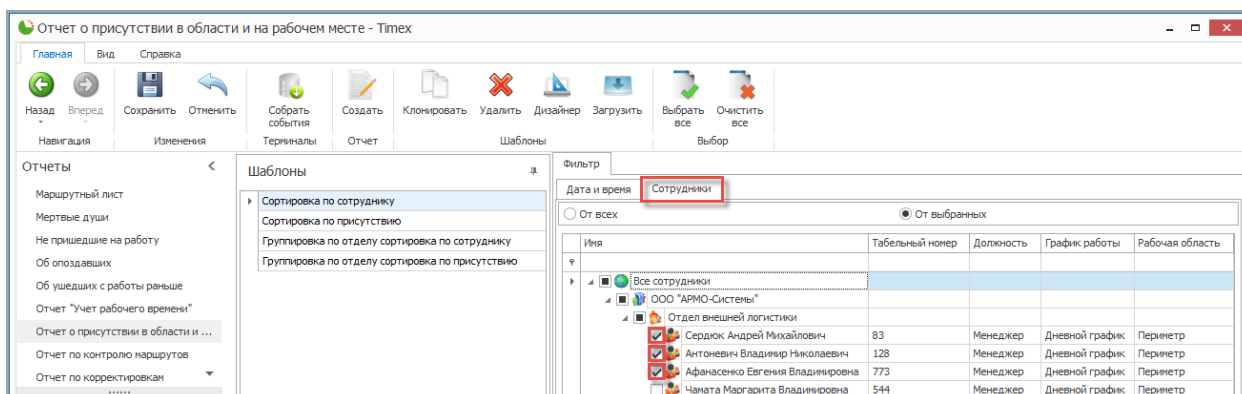 Отчет о присутствии в области и на рабочем месте - Timex
Главная Вид Справка
Назад Вперед Сохранить Отменить Собрать события Создать Клонировать Удалить Дизайнер Загрузить Выбрать все Очистить все
Навигация Изменения Терминалы Отчет Шаблоны Выбор
Отчеты
Маршрутный лист
Мертвые души
Не пришедшие на работу
Об опоздавших
Об ушедших с работы раньше
Отчет "Учет рабочего времени"
Отчет о присутствии в области и ...
Отчет по контролю маршрутов
Отчет по корректировкам
Шаблоны
Сортировка по сотруднику
Сортировка по присутствию
Группировка по отделу сортировка по сотруднику
Группировка по отделу сортировка по присутствию
Фильтр
Дата и время Сотрудники
От всех От выбранных
Имя Табельный номер Должность График работы Рабочая область
Все сотрудники
ООО "АРМО-Системы"
Отдел внешней логистики
Сердюк Андрей Михайлович 83 Менеджер Дневной график Периметр
Антоневич Владимир Николаевич 128 Менеджер Дневной график Периметр
Афанасенко Евгения Владимировна 773 Менеджер Дневной график Периметр
Чамата Маргарита Владимировна 544 Менеджер Дневной график Периметр